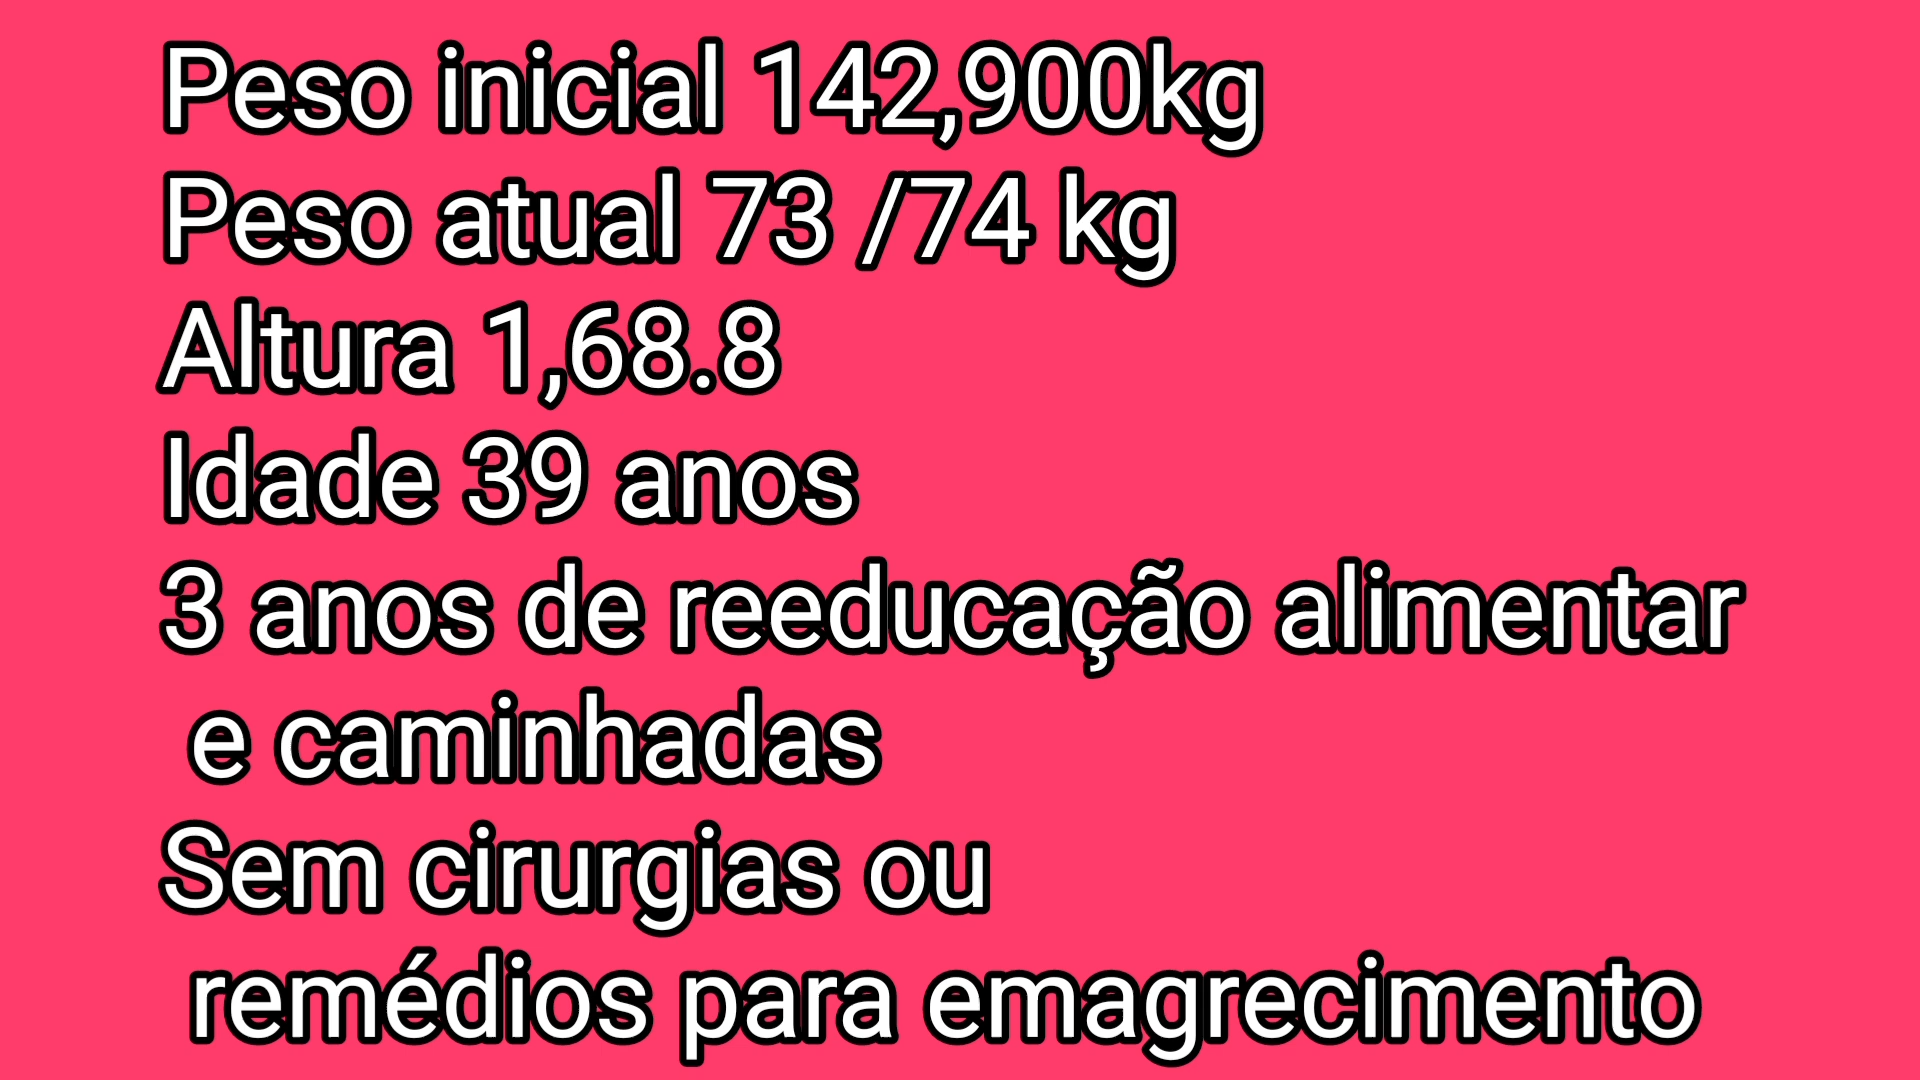 Peso inicial 142,900kg
Peso atual 73 /74 kg
Altura 1,68.8
Idade 39 anos
3 anos de reeducação alimentar
e caminhadas
Sem cirurgias ou
remédios para emagrecimento